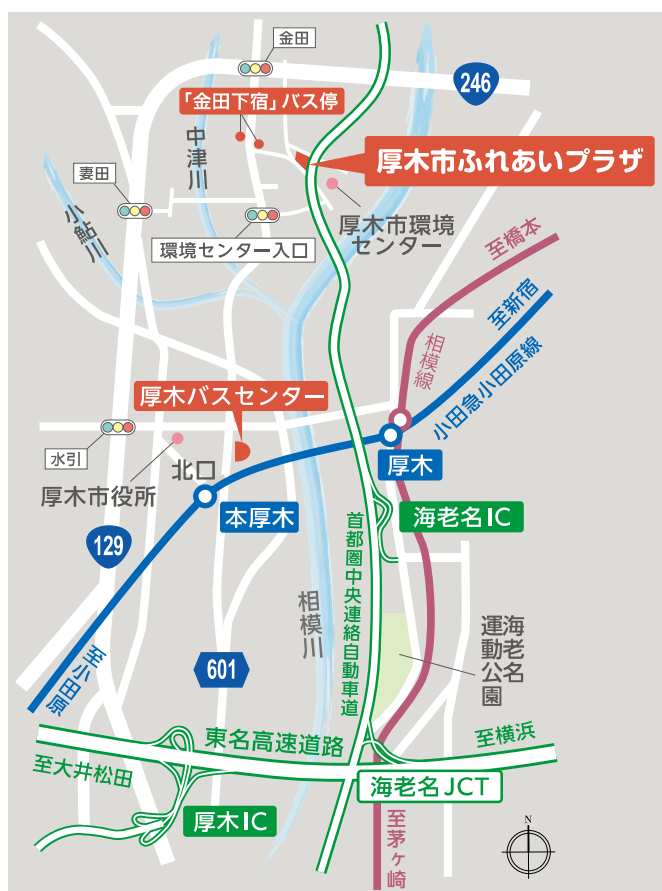 金田
246
「金田下宿」バス停
厚木市ふれあいプラザ
中津川
妻田
小鮎川
環境センター入口
厚木市環境
センター
至橋本
至新宿
相模線
小田急小田原線
厚木バスセンター
水引
北口
厚木市役所
厚木
本厚木
海老名IC
129
首都圏中央連絡自動車道
相模川
601
海老名
運動公園
至小田原
東名高速道路
至横浜
至大井松田
海老名JCT
厚木IC
至茅ヶ崎
N